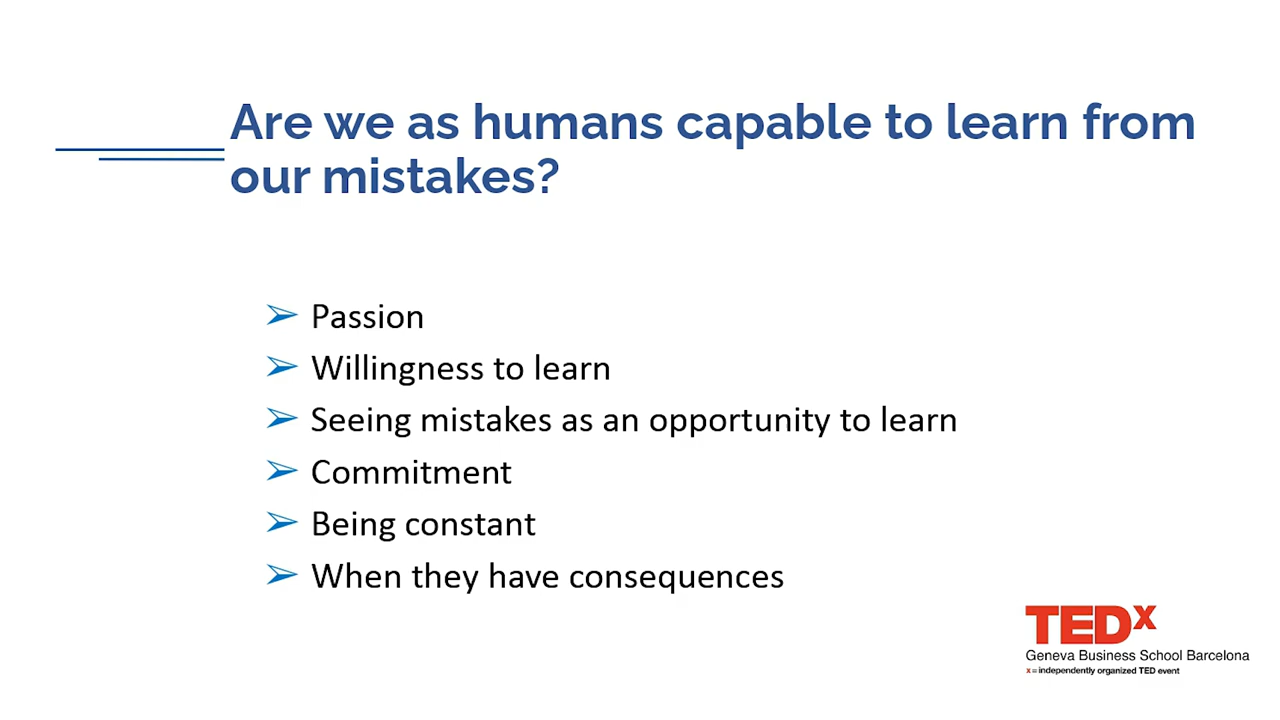 Are we as humans capable to learn from
our mistakes?
➢ Passion
➢ Willingness to learn
➢ Seeing mistakes as an opportunity to learn
➢ Commitment
➢ Being constant
➢ When they have consequences
TEDx
Geneva Business School Barcelona
x = independently organized TED event